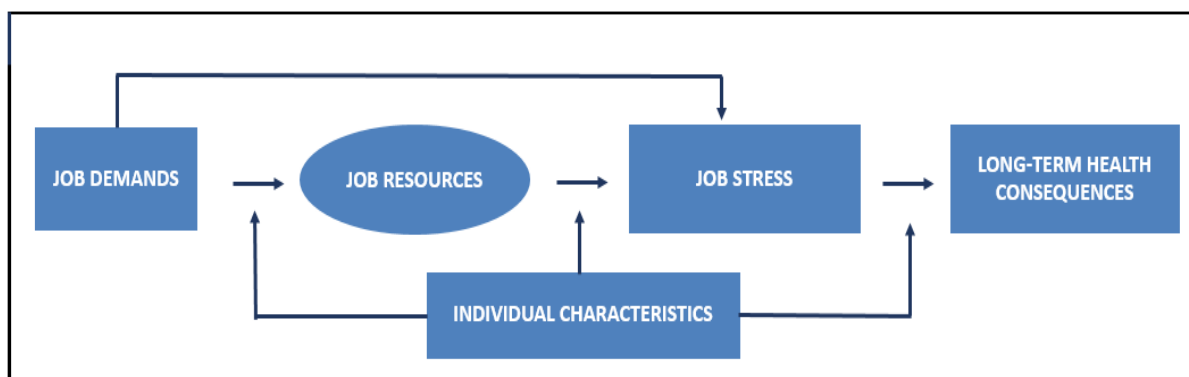 JOB DEMANDS
JOB RESOURCES
JOB STRESS
LONG-TERM HEALTH
CONSEQUENCES
INDIVIDUAL CHARACTERISTICS